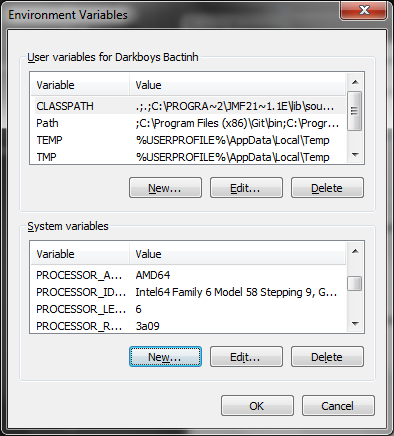 Environment Variables
User variables for Darkboys Bactinh
Variable Value
CLASSPATH .;.;C:\PROGRA~2\JMF21~1.1E\lib\sou...
Path ;C:\Program Files (x86)\Git\bin;C:\Progr...
TEMP %USERPROFILE%\AppData\Local\Temp
TMP %USERPROFILE%\AppData\Local\Temp
New... Edit... Delete
System variables
Variable Value
PROCESSOR_A... AMD64
PROCESSOR_ID... Intel64 Family 6 Model 58 Stepping 9, G...
PROCESSOR_LE... 6
PROCESSOR_R... 3a09
New... Edit... Delete
OK Cancel